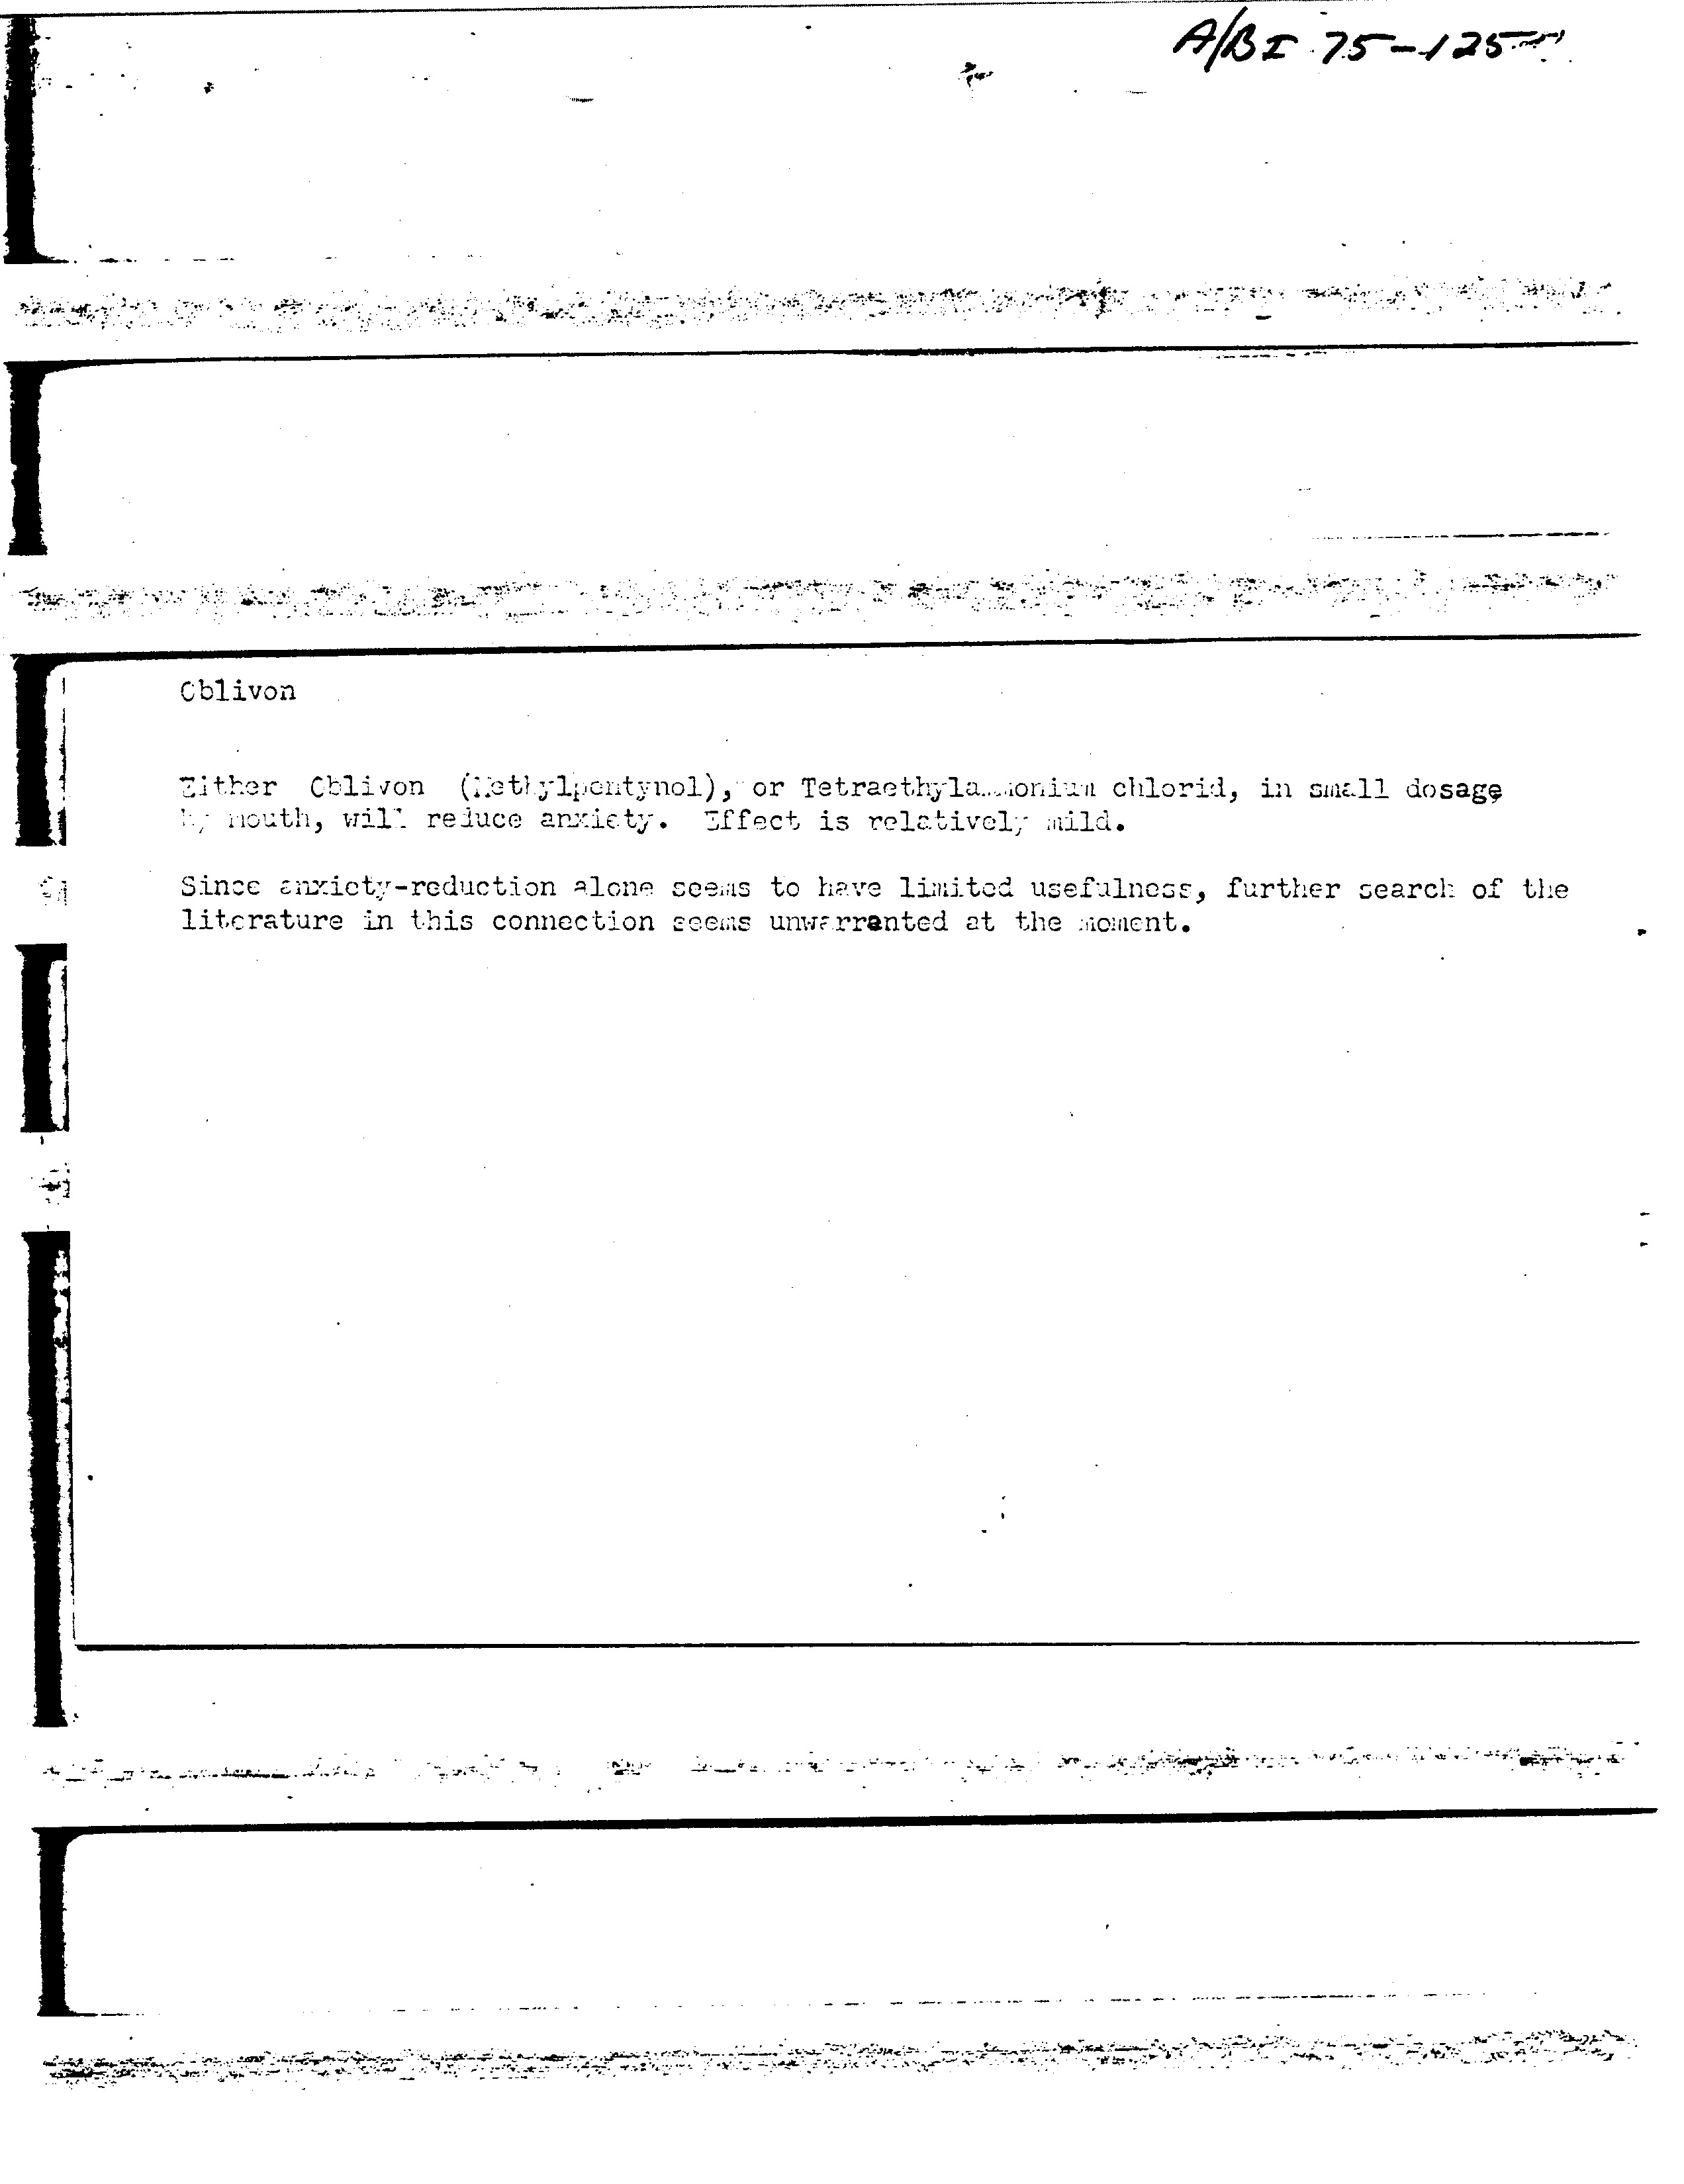 A/BI 75-125
Oblivon
Either Oblivon (Methylpentynol), or Tetraethylammonium chlorid, in small dosage
by mouth, will reduce anxiety. Effect is relatively mild.
Since anxiety-reduction alone seems to have limited usefulness, further search of the
literature in this connection seems unwarranted at the moment.